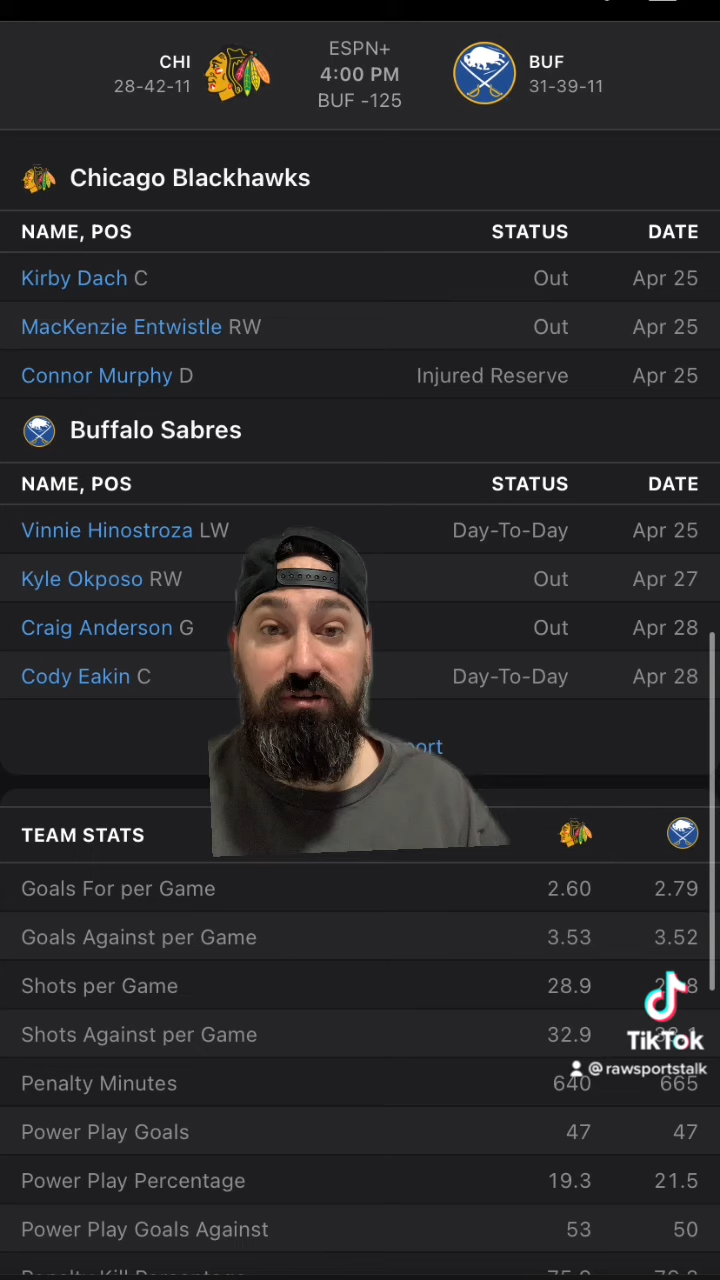 ESPN+
CHI 4:00 PM BUF
28-42-11 BUF -125 31-39-11
Chicago Blackhawks
NAME, POS STATUS DATE
Kirby Dach C Out Apr 25
MacKenzie Entwistle RW Out Apr 25
Connor Murphy D Injured Reserve Apr 25
Buffalo Sabres
NAME, POS STATUS DATE
Vinnie Hinostroza LW Day-To-Day Apr 25
Kyle Okposo RW Out Apr 27
Craig Anderson G Out Apr 28
Cody Eakin C Day-To-Day Apr 28
TEAM STATS
Goals For per Game 2.60 2.79
Goals Against per Game 3.53 3.52
Shots per Game 28.9
Shots Against per Game 32.9
TikTok
@rawsportstalk
Penalty Minutes 640 665
Power Play Goals 47 47
Power Play Percentage 19.3 21.5
Power Play Goals Against 53 50